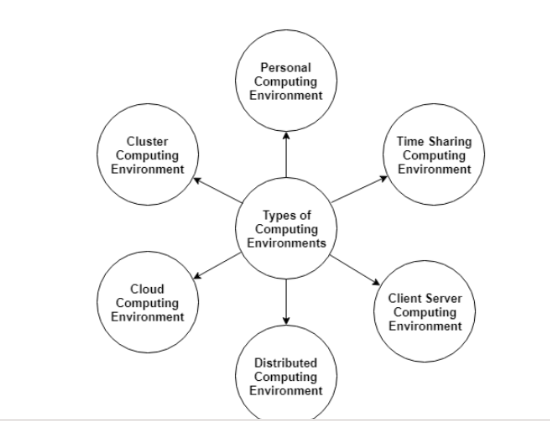 Personal
Computing
Environment
Cluster
Computing
Environment
Time Sharing
Computing
Environment
Types of
Computing
Environments
Cloud
Computing
Environment
Client Server
Computing
Environment
Distributed
Computing
Environment